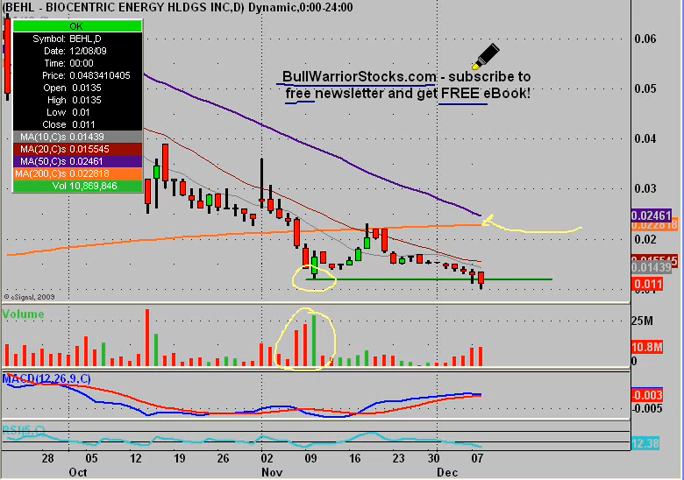 (BEHL - BIOCENTRIC ENERGY HLDGS INC,D) Dynamic,0:00-24:00
OK
Symbol: BEHL,D
Date: 12/08/09
Time: 00:00
Price: 0.0483410405
Open 0.0135
High 0.0135
Low 0.01
Close 0.011
MA(10,C)s 0.01439
MA(20,C)s 0.015545
MA(50,C)s 0.02461
MA(200,C)s 0.022818
Vol 10,869,846
BullWarriorStocks.com - subscribe to
free newsletter and get FREE eBook!
0.06
0.05
0.04
0.03
0.02461
0.022818
0.02
0.015545
0.01439
0.011
© eSignal, 2009
Volume
25M
10.8M
0
MACD(12,26,9,C)
-0.003
-0.005
RSI(5,C)
12.38
28 05 12 19 26 02 09 16 23 30 07
Oct Nov Dec